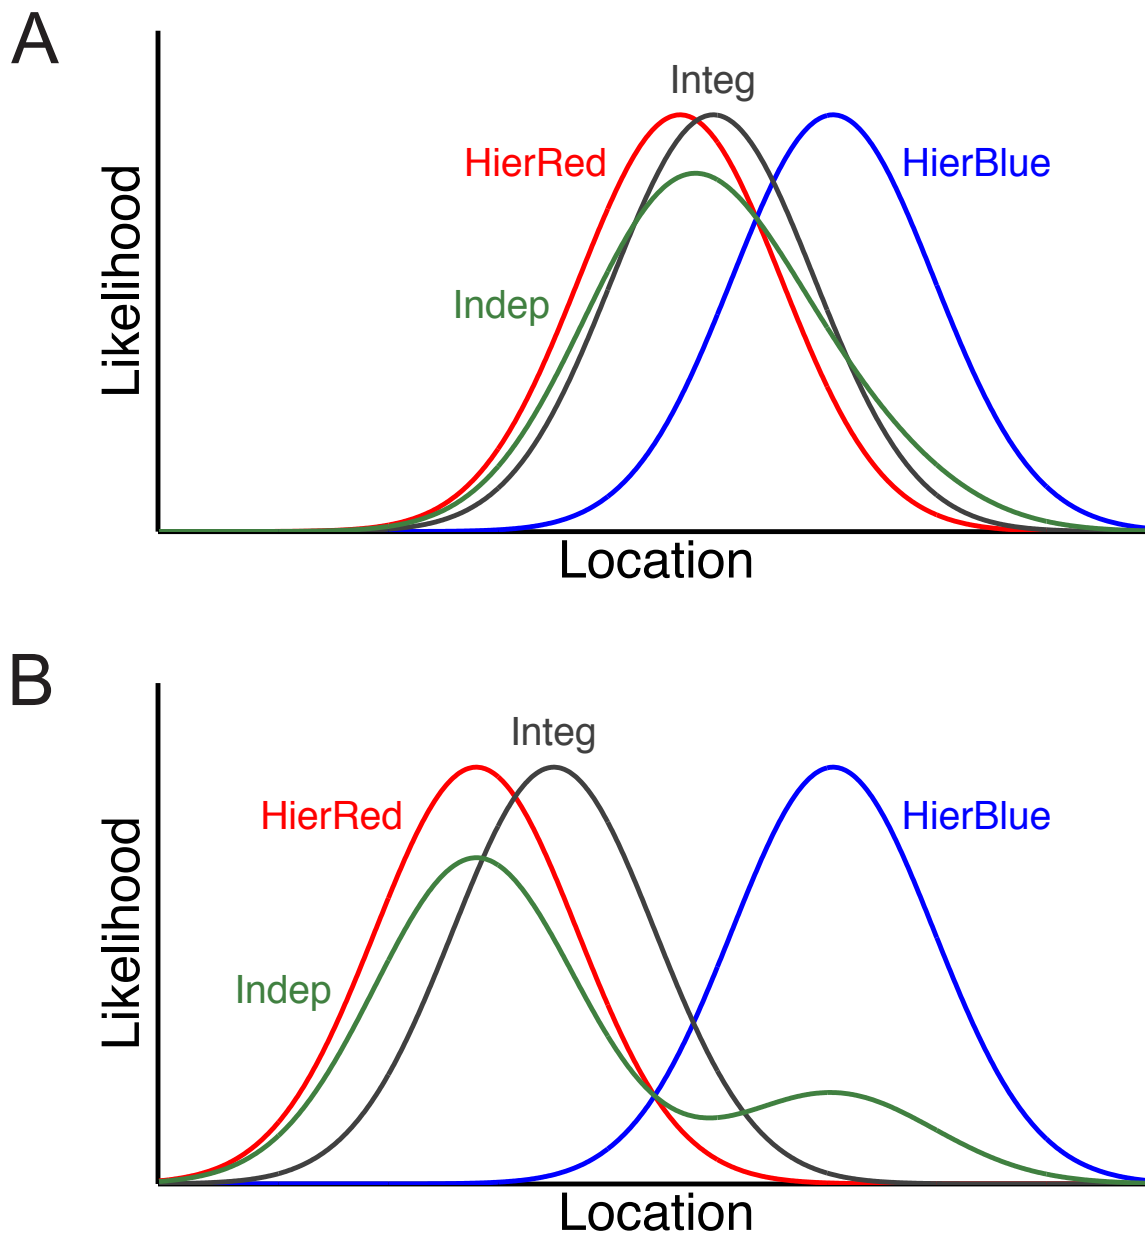 A
Integ
HierRed
HierBlue
Indep
Likelihood
Location
B
Integ
HierRed
HierBlue
Indep
Likelihood
Location